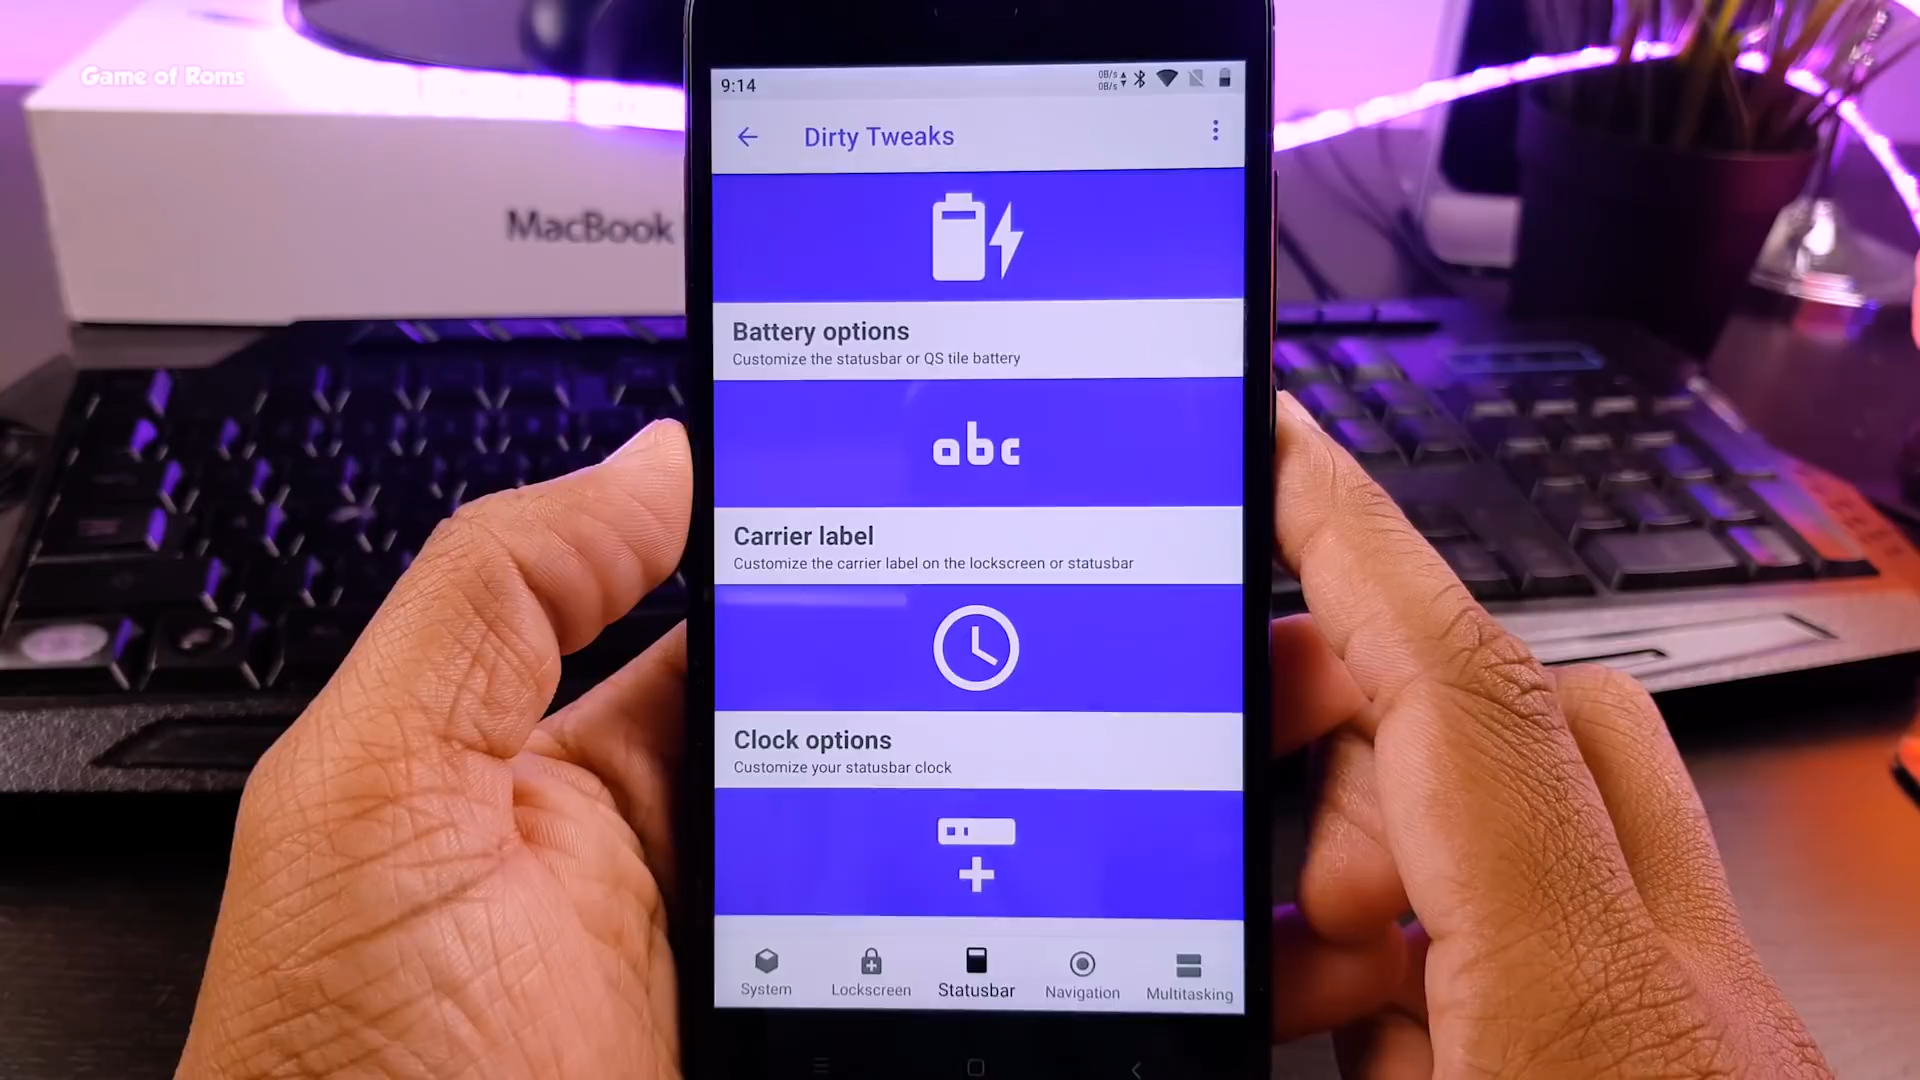 Game of Roms
MacBook
9:14
0B/s
0B/s
Dirty Tweaks
Battery options
Customize the statusbar or QS tile battery
abc
Carrier label
Customize the carrier label on the lockscreen or statusbar
Clock options
Customize your statusbar clock
System
Lockscreen
Statusbar
Navigation
Multitasking